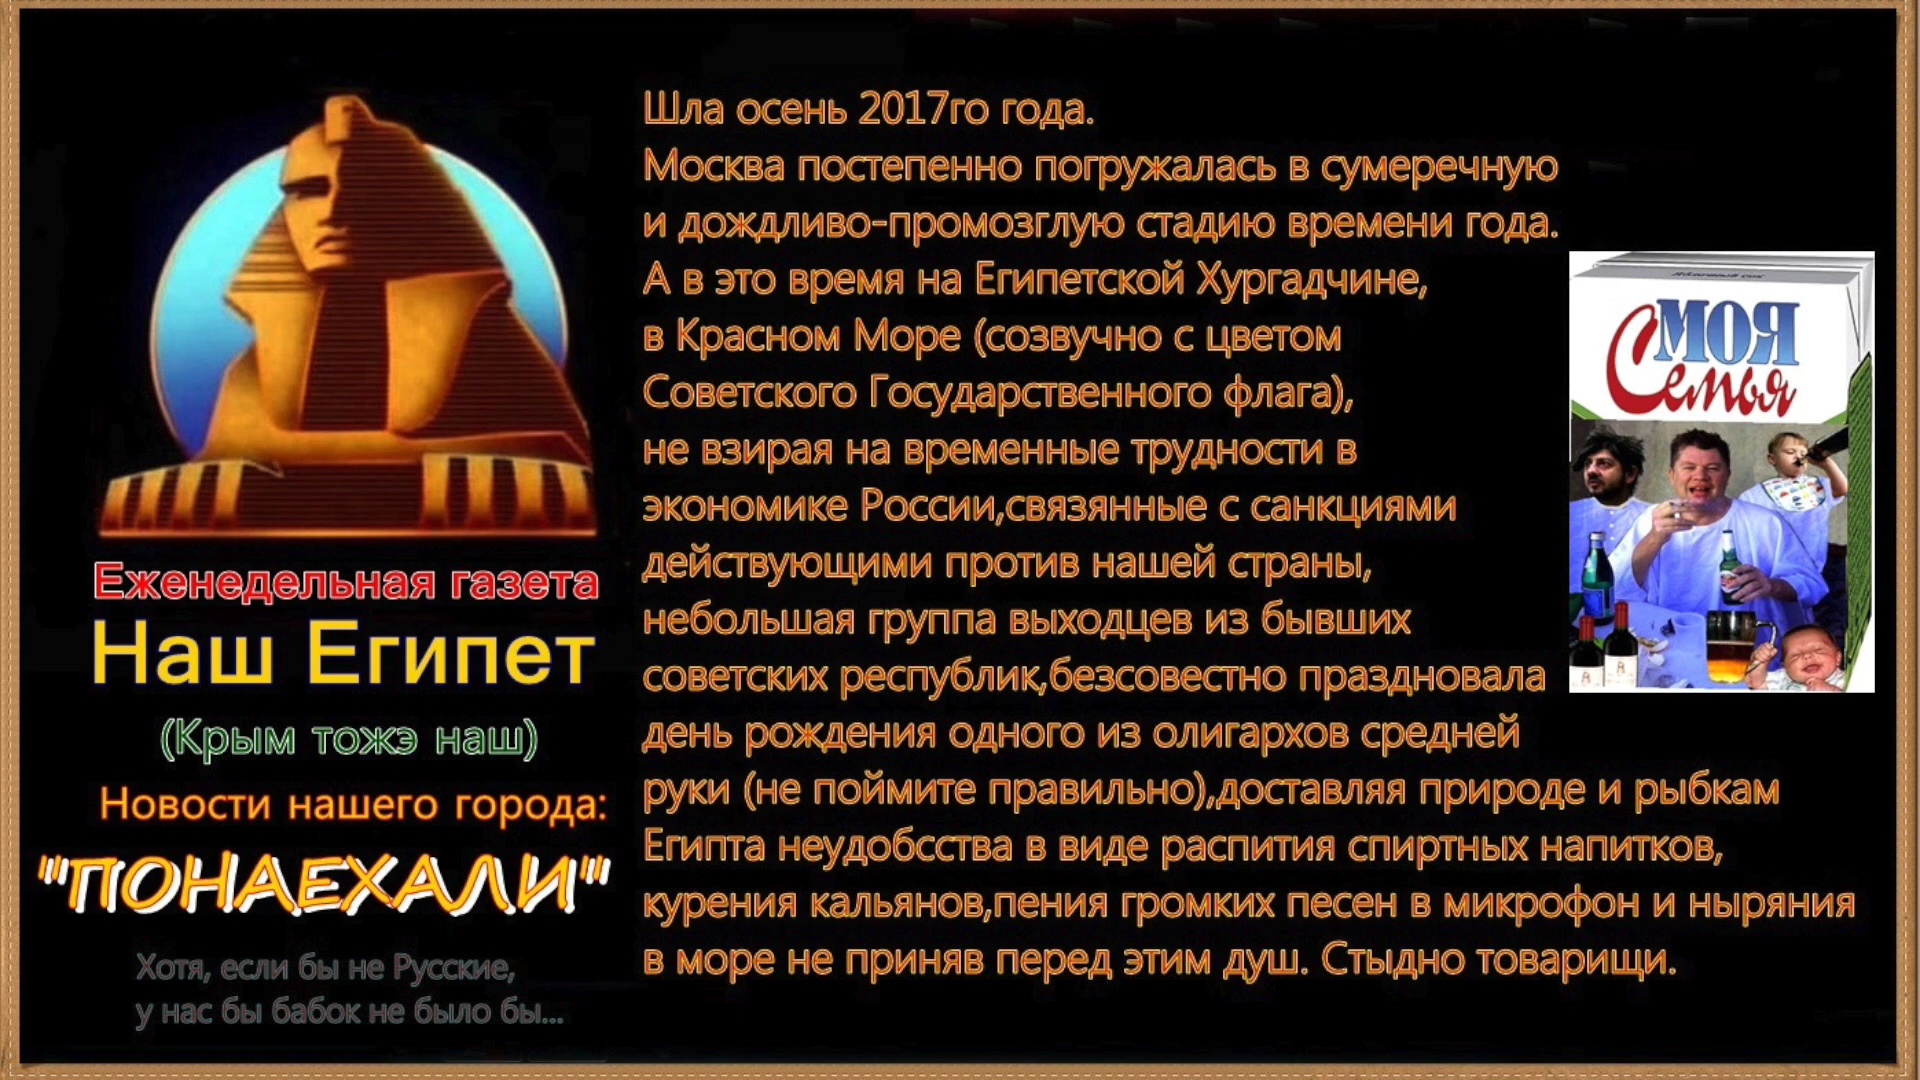 Еженедельная газета
Наш Египет
(Крым тожэ наш)
Новости нашего города:
"ПОНАЕХАЛИ"
Хотя, если бы не Русские,
у нас бы бабок не было бы...
Шла осень 2017го года.
Москва постепенно погружалась в сумеречную
и дождливо-промозглую стадию времени года.
А в это время на Египетской Хургадчине,
в Красном Море (созвучно с цветом
Советского Государственного флага),
не взирая на временные трудности в
экономике России,связянные с санкциями
действующими против нашей страны,
небольшая группа выходцев из бывших
советских республик,безсовестно праздновала
день рождения одного из олигархов средней
руки (не поймите правильно),доставляя природе и рыбкам
Египта неудобсства в виде распития спиртных напитков,
курения кальянов,пения громких песен в микрофон и ныряния
в море не приняв перед этим душ. Стыдно товарищи.
Яблочный сок
МОЯ
Семья